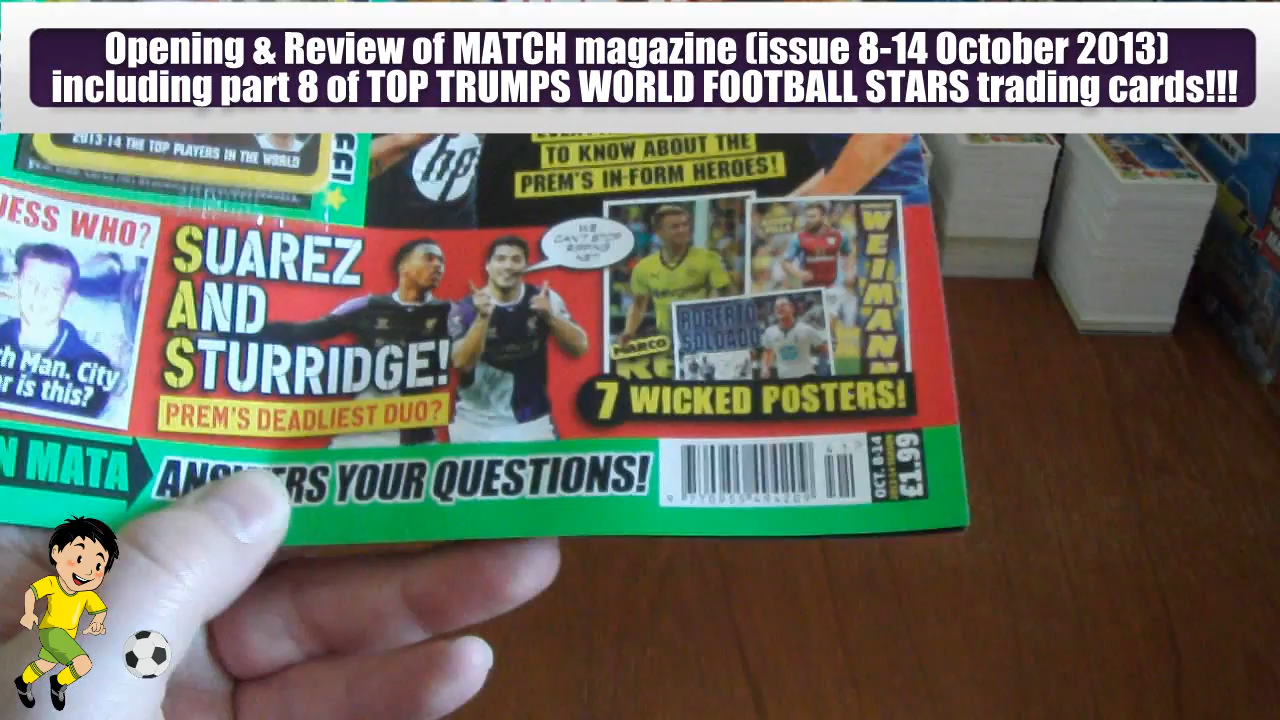 Opening & Review of MATCH magazine (issue 8-14 October 2013)
including part 8 of TOP TRUMPS WORLD FOOTBALL STARS trading cards!!!
2013-14 THE TOP PLAYERS IN THE WORLD
hp
TO KNOW ABOUT THE
PREM'S IN-FORM HEROES!
UESS WHO?
SUAREZ
AND
STURRIDGE!
PREM'S DEADLIEST DUO?
WE
CAN'T STOP
MARCO
ROBERTO
SOLDADO
WEIMANN
7 WICKED POSTERS!
ch Man. City
r is this?
N MATA
ANSWERS YOUR QUESTIONS!
OCT. 8-14
£1.99